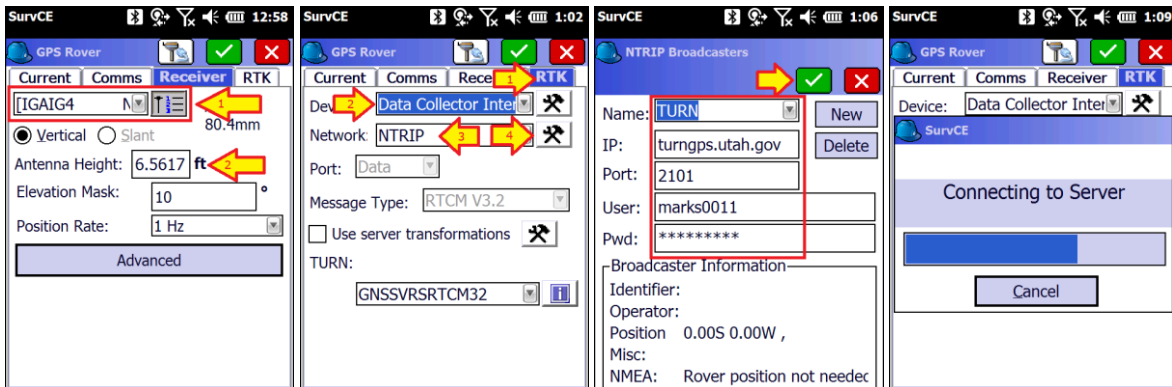 SurvCE 12:58
GPS Rover
Current Comms Receiver RTK
[IGAIG4 N
1
Vertical Slant 80.4mm
Antenna Height: 6.5617 ft 2
Elevation Mask: 10 °
Position Rate: 1 Hz
Advanced
SurvCE 1:02
GPS Rover
Current Comms Rece 1 RTK
Dev 2 Data Collector Inter
Network: NTRIP 3 4
Port: Data
Message Type: RTCM V3.2
Use server transformations
TURN:
GNSSVRSRTCM32
SurvCE 1:06
NTRIP Broadcasters
Name: TURN New
IP: turngps.utah.gov Delete
Port: 2101
User: marks0011
Pwd: *********
Broadcaster Information
Identifier:
Operator:
Position 0.00S 0.00W ,
Misc:
NMEA: Rover position not needec
SurvCE 1:09
GPS Rover
Current Comms Receiver RTK
Device: Data Collector Inter
SurvCE
Connecting to Server
Cancel